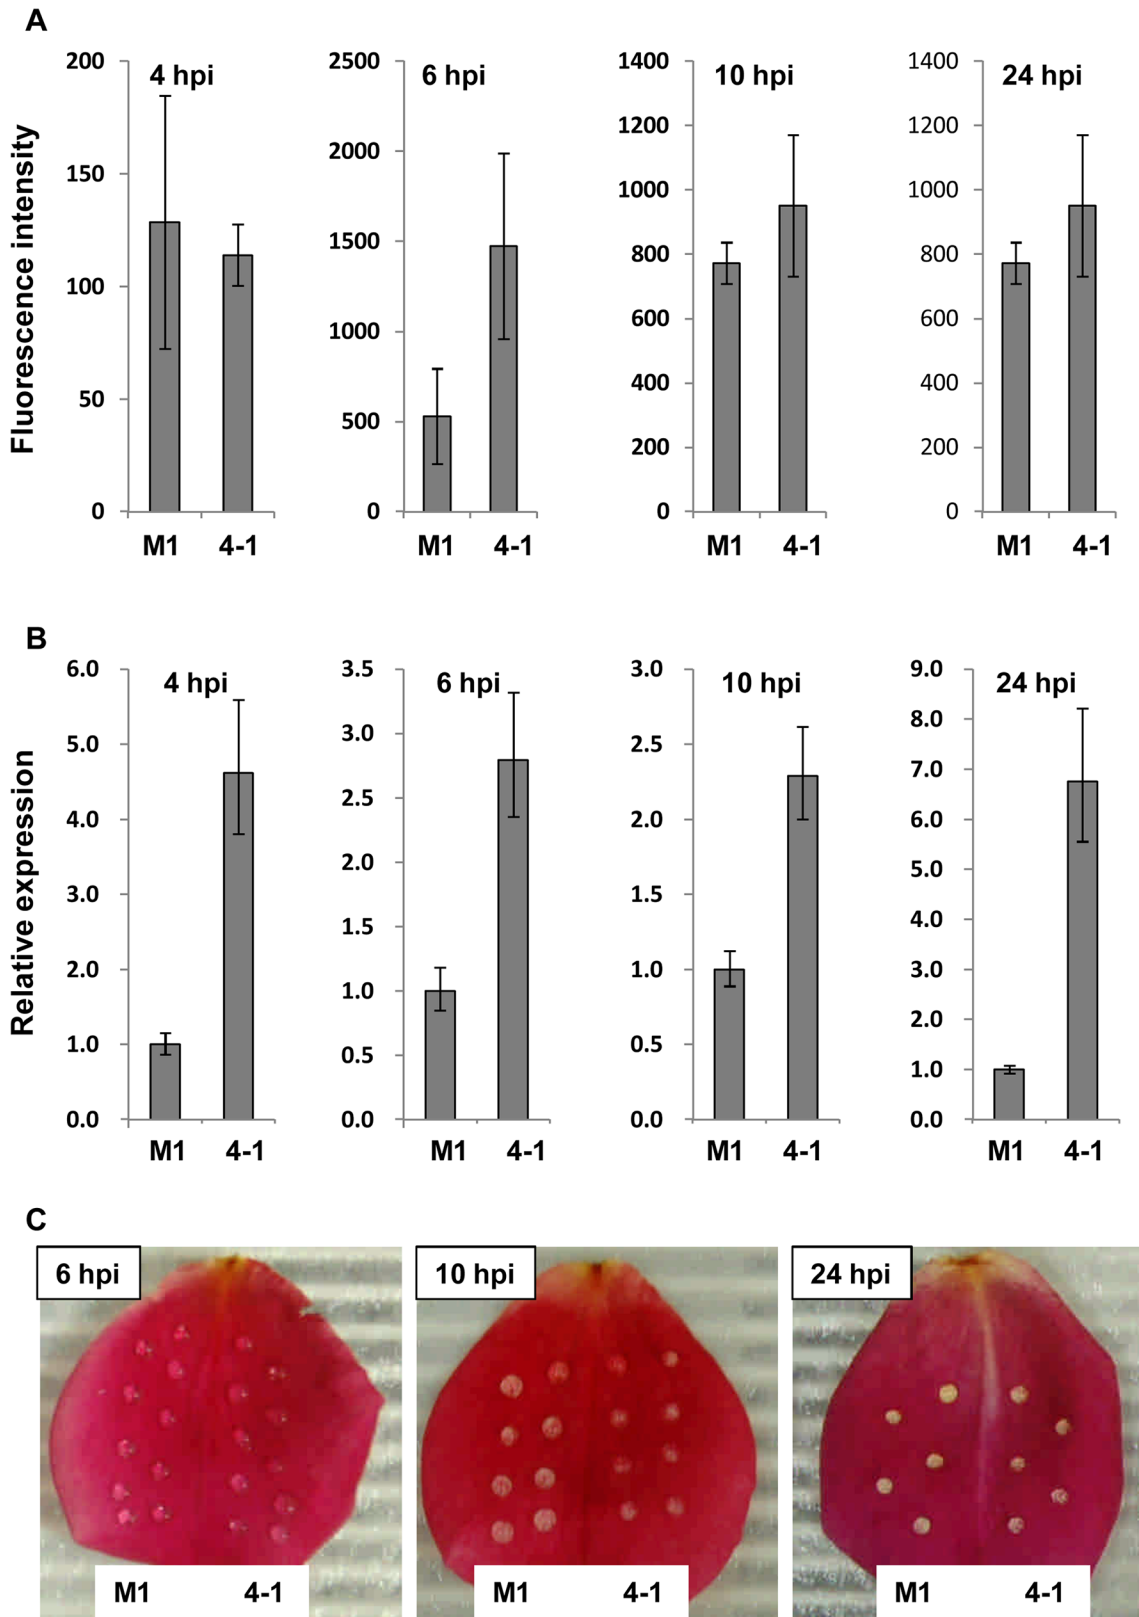 A
Fluorescence intensity
4 hpi
200
150
100
50
0
M1 4-1
6 hpi
2500
2000
1500
1000
500
0
M1 4-1
10 hpi
1400
1200
1000
800
600
400
200
0
M1 4-1
24 hpi
1400
1200
1000
800
600
400
200
0
M1 4-1
B
Relative expression
4 hpi
6.0
5.0
4.0
3.0
2.0
1.0
0.0
M1 4-1
6 hpi
3.5
3.0
2.5
2.0
1.5
1.0
0.5
0.0
M1 4-1
10 hpi
3.0
2.5
2.0
1.5
1.0
0.5
0.0
M1 4-1
24 hpi
9.0
8.0
7.0
6.0
5.0
4.0
3.0
2.0
1.0
0.0
M1 4-1
C
6 hpi
M1 4-1
10 hpi
M1 4-1
24 hpi
M1 4-1